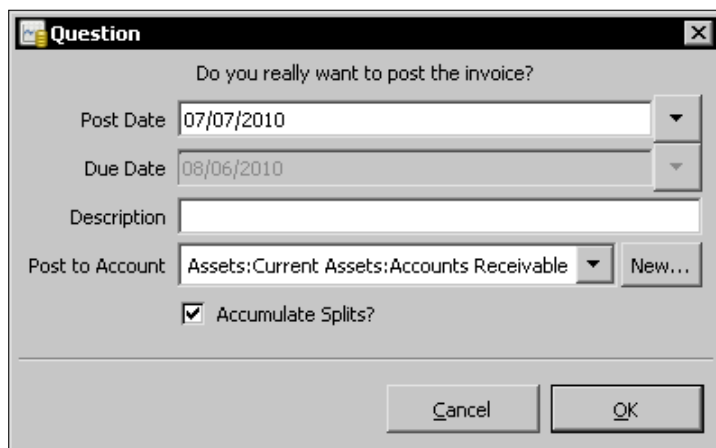 Question
Do you really want to post the invoice?
Post Date 07/07/2010
Due Date 08/06/2010
Description
Post to Account Assets:Current Assets:Accounts Receivable New...
Accumulate Splits?
Cancel OK